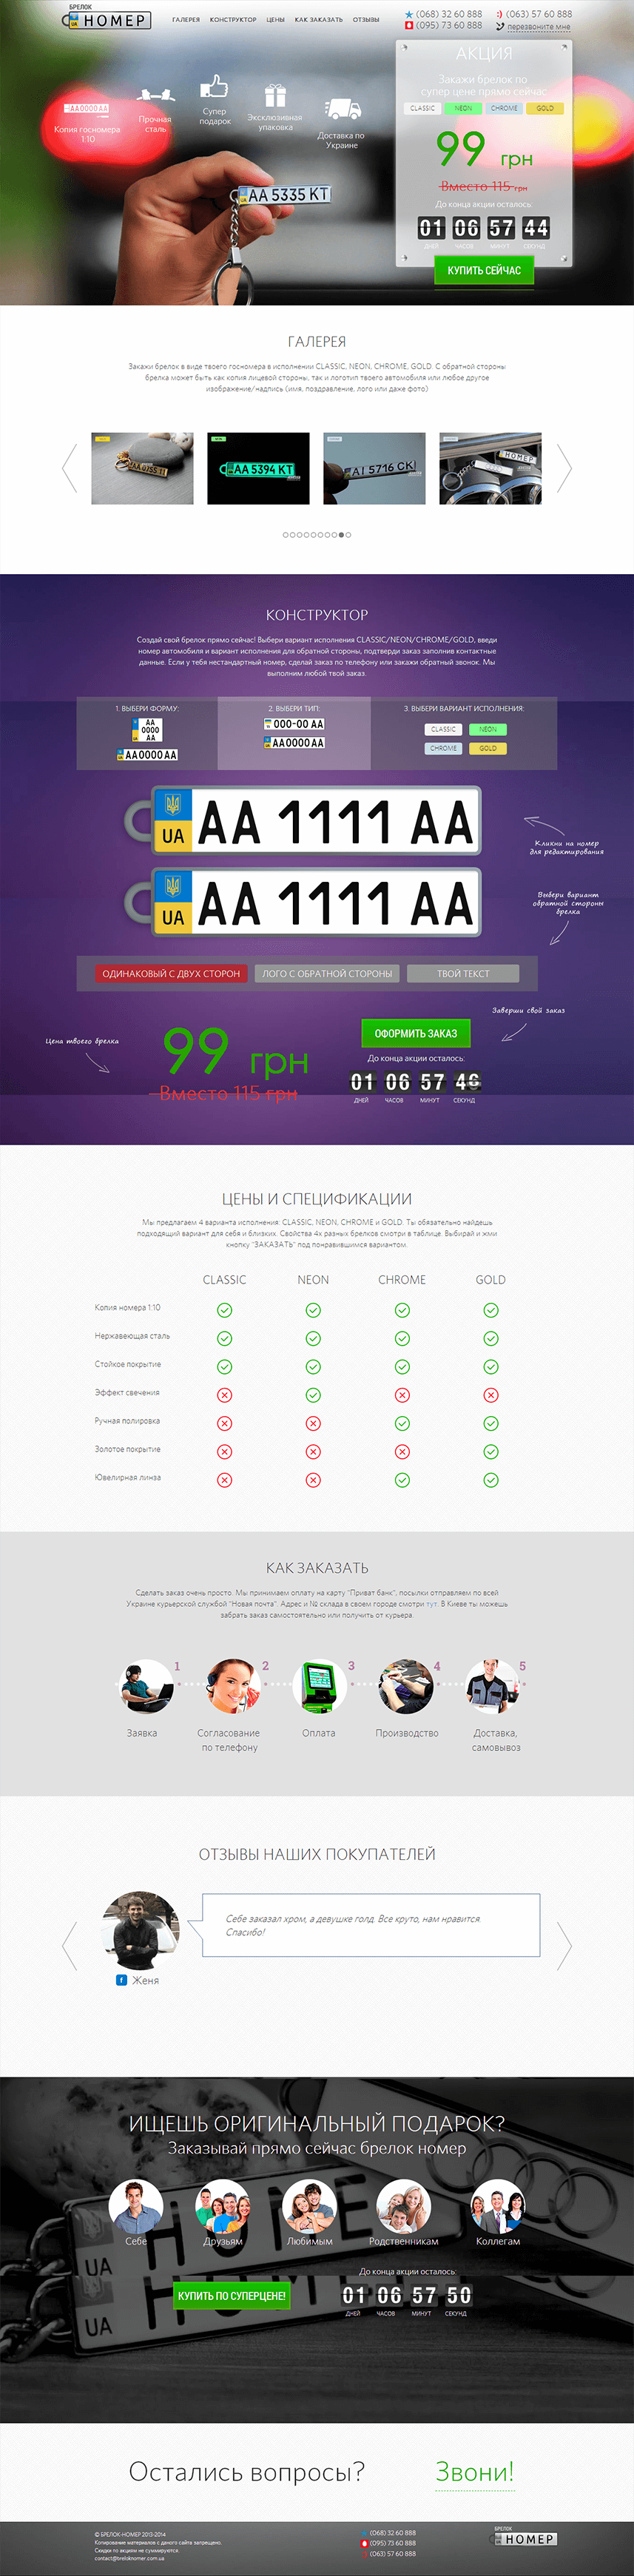 БРЕЛОК
НОМЕР
ГАЛЕРЕЯ КОНСТРУКТОР ЦЕНЫ КАК ЗАКАЗАТЬ ОТЗЫВЫ
(068) 32 60 888 (063) 57 60 888
(095) 73 60 888 перезвоните мне
АКЦИЯ
Закажи брелок по
супер цене прямо сейчас
CLASSIC NEON CHROME GOLD
99 грн
Вместо 115 грн
До конца акции осталось:
01 06 57 44
ДНЕЙ ЧАСОВ МИНУТ СЕКУНД
КУПИТЬ СЕЙЧАС
АА0000АА
Копия госномера
1:10
Прочная
сталь
Супер
подарок
Эксклюзивная
упаковка
Доставка по
Украине
UA AA 5335 KT
ГАЛЕРЕЯ
Закажи брелок в виде твоего госномера в исполнении CLASSIC, NEON, CHROME, GOLD. С обратной стороны
брелка может быть как копия лицевой стороны, так и логотип твоего автомобиля или любое другое
изображение/надпись (имя, поздравление, лого или даже фото)
AA 5394 KT
AI 5716 CK
НОМЕР
КОНСТРУКТОР
Создай свой брелок прямо сейчас! Выбери вариант исполнения CLASSIC/NEON/CHROME/GOLD, введи
номер автомобиля и вариант исполнения для обратной стороны, подтверди заказ заполнив контактные
данные. Если у тебя нестандартный номер, сделай заказ по телефону или закажи обратный звонок. Мы
выполним любой твой заказ.
1. ВЫБЕРИ ФОРМУ:
AA
0000
AA
AA0000AA
2. ВЫБЕРИ ТИП:
000-00 AA
AA0000AA
3. ВЫБЕРИ ВАРИАНТ ИСПОЛНЕНИЯ:
CLASSIC NEON
CHROME GOLD
UA AA 1111 AA
Кликни на номер
для редактирования
UA AA 1111 AA
Выбери вариант
обратной стороны
брелка
ОДИНАКОВЫЙ С ДВУХ СТОРОН ЛОГО С ОБРАТНОЙ СТОРОНЫ ТВОЙ ТЕКСТ
Заверши свой заказ
Цена твоего брелка
99 грн
Вместо 115 грн
ОФОРМИТЬ ЗАКАЗ
До конца акции осталось:
01 06 57
ДНЕЙ ЧАСОВ МИНУТ СЕКУНД
ЦЕНЫ И СПЕЦИФИКАЦИИ
Мы предлагаем 4 варианта исполнения: CLASSIC, NEON, CHROME и GOLD. Ты обязательно найдешь
подходящий вариант для себя и близких. Свойства 4х разных брелков смотри в таблице. Выбирай и жми
кнопку "ЗАКАЗАТЬ" под понравившимся вариантом.
CLASSIC NEON CHROME GOLD
Копия номера 1:10
Нержавеющая сталь
Стойкое покрытие
Эффект свечения
Ручная полировка
Золотое покрытие
Ювелирная линза
КАК ЗАКАЗАТЬ
Сделать заказ очень просто. Мы принимаем оплату на карту "Приват банк", посылки отправляем по всей
Украине курьерской службой "Новая почта". Адрес и № склада в своем городе смотри тут. В Киеве ты можешь
забрать заказ самостоятельно или получить от курьера.
1 2 3 4 5
Заявка
Согласование
по телефону
Оплата
Производство
Доставка,
самовывоз
ОТЗЫВЫ НАШИХ ПОКУПАТЕЛЕЙ
Себе заказал хром, а девушке голд. Все круто, нам нравится.
Спасибо!
f Женя
ИЩЕШЬ ОРИГИНАЛЬНЫЙ ПОДАРОК?
Заказывай прямо сейчас брелок номер
Себе Друзьям Любимым Родственникам Коллегам
До конца акции осталось:
КУПИТЬ ПО СУПЕРЦЕНЕ!
01 06 57 50
ДНЕЙ ЧАСОВ МИНУТ СЕКУНД
UA
UA
Остались вопросы? Звони!
© БРЕЛОК-НОМЕР 2013-2014
Копирование материалов с даного сайта запрещено.
Скидки по акциям не суммируются
contact@breloknomer.com.ua
(068) 32 60 888
(095) 73 60 888
(063) 57 60 888
БРЕЛОК
НОМЕР